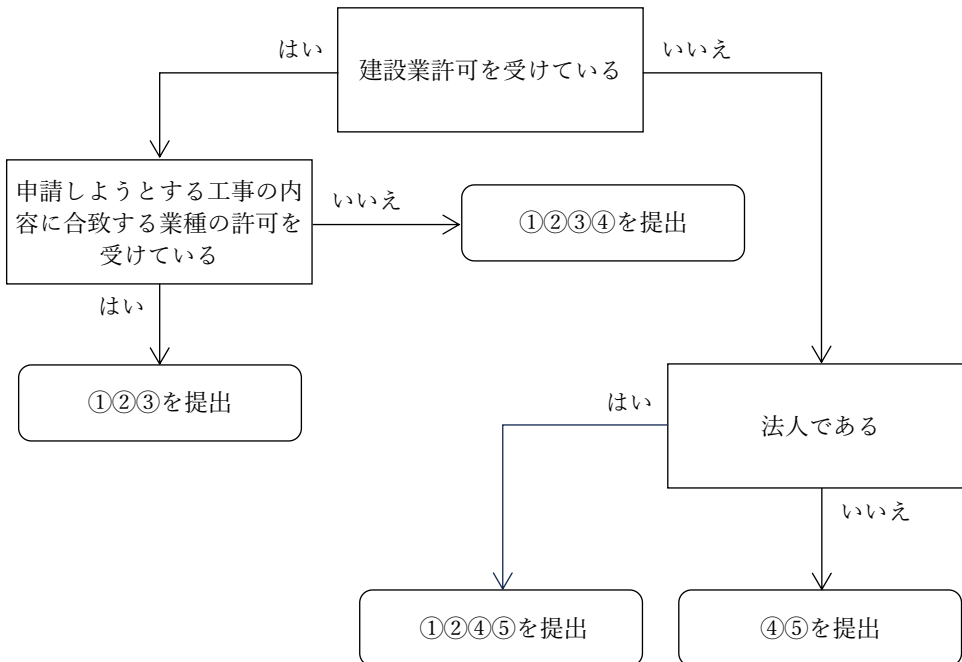 はい
建設業許可を受けている
いいえ
申請しようとする工事の内
容に合致する業種の許可を
受けている
いいえ
①②③④を提出
はい
①②③を提出
はい
法人である
いいえ
①②④⑤を提出
④⑤を提出